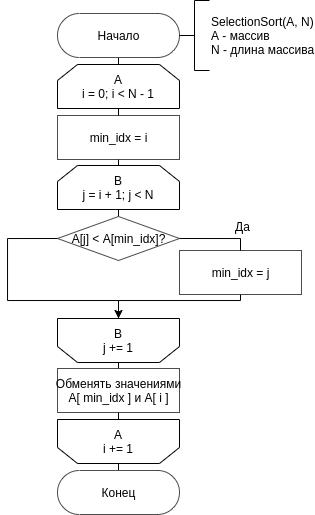 Начало
SelectionSort(A, N)
A - массив
N - длина массива
A
i = 0; i < N - 1
min_idx = i
B
j = i + 1; j < N
A[j] < A[min_idx]?
Да
min_idx = j
B
j += 1
Обменять значениями
A[ min_idx ] и A[ i ]
A
i += 1
Конец